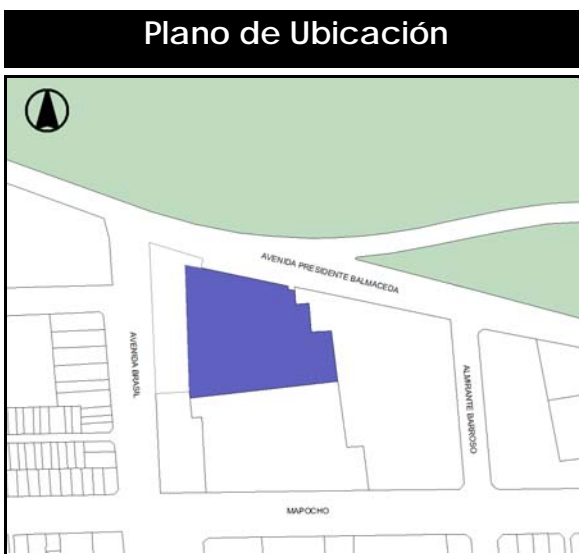 Plano de Ubicación
AVENIDA PRESIDENTE BALMACEDA
AVENIDA BRASIL
ALMIRANTE BARROSO
MAPOCHO